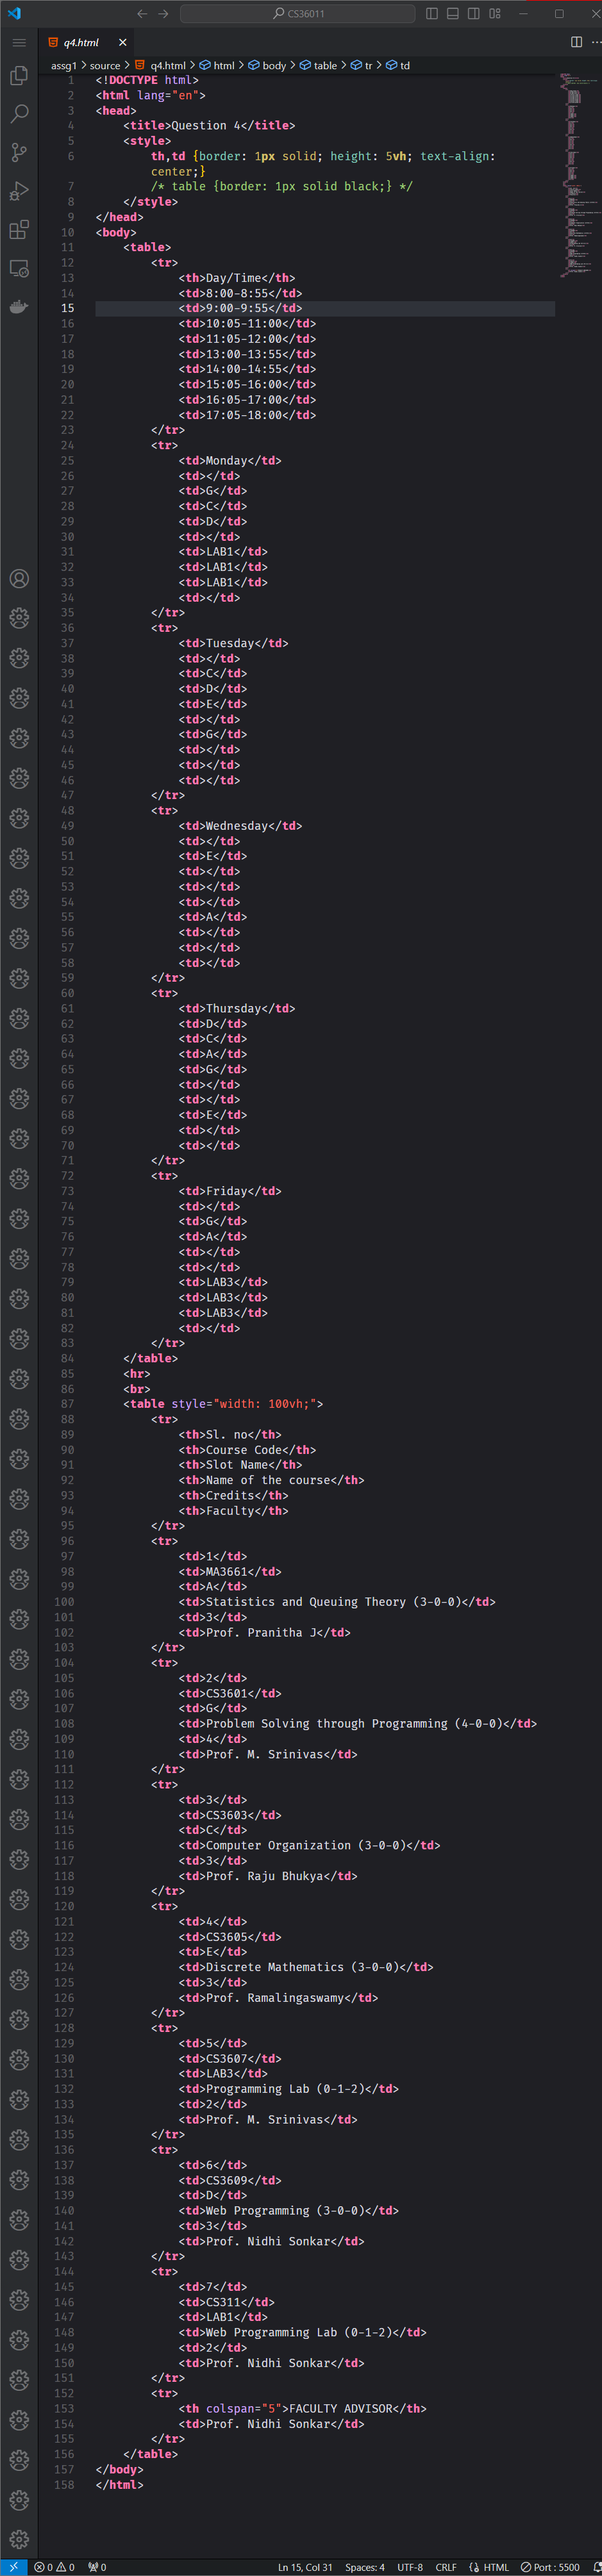 CS36011
q4.html
assg1 > source > q4.html > html > body > table > tr > td
1 <!DOCTYPE html>
2 <html lang="en">
3 <head>
4 <title>Question 4</title>
5 <style>
6 th,td {border: 1px solid; height: 5vh; text-align:
center;}
7 /* table {border: 1px solid black;} */
8 </style>
9 </head>
10 <body>
11 <table>
12 <tr>
13 <th>Day/Time</th>
14 <td>8:00-8:55</td>
15 <td>9:00-9:55</td>
16 <td>10:05-11:00</td>
17 <td>11:05-12:00</td>
18 <td>13:00-13:55</td>
19 <td>14:00-14:55</td>
20 <td>15:05-16:00</td>
21 <td>16:05-17:00</td>
22 <td>17:05-18:00</td>
23 </tr>
24 <tr>
25 <td>Monday</td>
26 <td></td>
27 <td>G</td>
28 <td>C</td>
29 <td>D</td>
30 <td></td>
31 <td>LAB1</td>
32 <td>LAB1</td>
33 <td>LAB1</td>
34 <td></td>
35 </tr>
36 <tr>
37 <td>Tuesday</td>
38 <td></td>
39 <td>C</td>
40 <td>D</td>
41 <td>E</td>
42 <td></td>
43 <td>G</td>
44 <td></td>
45 <td></td>
46 <td></td>
47 </tr>
48 <tr>
49 <td>Wednesday</td>
50 <td></td>
51 <td>E</td>
52 <td></td>
53 <td></td>
54 <td></td>
55 <td>A</td>
56 <td></td>
57 <td></td>
58 <td></td>
59 </tr>
60 <tr>
61 <td>Thursday</td>
62 <td>D</td>
63 <td>C</td>
64 <td>A</td>
65 <td>G</td>
66 <td></td>
67 <td></td>
68 <td>E</td>
69 <td></td>
70 <td></td>
71 </tr>
72 <tr>
73 <td>Friday</td>
74 <td></td>
75 <td>G</td>
76 <td>A</td>
77 <td></td>
78 <td></td>
79 <td>LAB3</td>
80 <td>LAB3</td>
81 <td>LAB3</td>
82 <td></td>
83 </tr>
84 </table>
85 <hr>
86 <br>
87 <table style="width: 100vh;">
88 <tr>
89 <th>Sl. no</th>
90 <th>Course Code</th>
91 <th>Slot Name</th>
92 <th>Name of the course</th>
93 <th>Credits</th>
94 <th>Faculty</th>
95 </tr>
96 <tr>
97 <td>1</td>
98 <td>MA3661</td>
99 <td>A</td>
100 <td>Statistics and Queuing Theory (3-0-0)</td>
101 <td>3</td>
102 <td>Prof. Pranitha J</td>
103 </tr>
104 <tr>
105 <td>2</td>
106 <td>CS3601</td>
107 <td>G</td>
108 <td>Problem Solving through Programming (4-0-0)</td>
109 <td>4</td>
110 <td>Prof. M. Srinivas</td>
111 </tr>
112 <tr>
113 <td>3</td>
114 <td>CS3603</td>
115 <td>C</td>
116 <td>Computer Organization (3-0-0)</td>
117 <td>3</td>
118 <td>Prof. Raju Bhukya</td>
119 </tr>
120 <tr>
121 <td>4</td>
122 <td>CS3605</td>
123 <td>E</td>
124 <td>Discrete Mathematics (3-0-0)</td>
125 <td>3</td>
126 <td>Prof. Ramalingaswamy</td>
127 </tr>
128 <tr>
129 <td>5</td>
130 <td>CS3607</td>
131 <td>LAB3</td>
132 <td>Programming Lab (0-1-2)</td>
133 <td>2</td>
134 <td>Prof. M. Srinivas</td>
135 </tr>
136 <tr>
137 <td>6</td>
138 <td>CS3609</td>
139 <td>D</td>
140 <td>Web Programming (3-0-0)</td>
141 <td>3</td>
142 <td>Prof. Nidhi Sonkar</td>
143 </tr>
144 <tr>
145 <td>7</td>
146 <td>CS311</td>
147 <td>LAB1</td>
148 <td>Web Programming Lab (0-1-2)</td>
149 <td>2</td>
150 <td>Prof. Nidhi Sonkar</td>
151 </tr>
152 <tr>
153 <th colspan="5">FACULTY ADVISOR</th>
154 <td>Prof. Nidhi Sonkar</td>
155 </tr>
156 </table>
157 </body>
158 </html>
0 0 0 Ln 15, Col 31 Spaces: 4 UTF-8 CRLF {} HTML Port : 5500